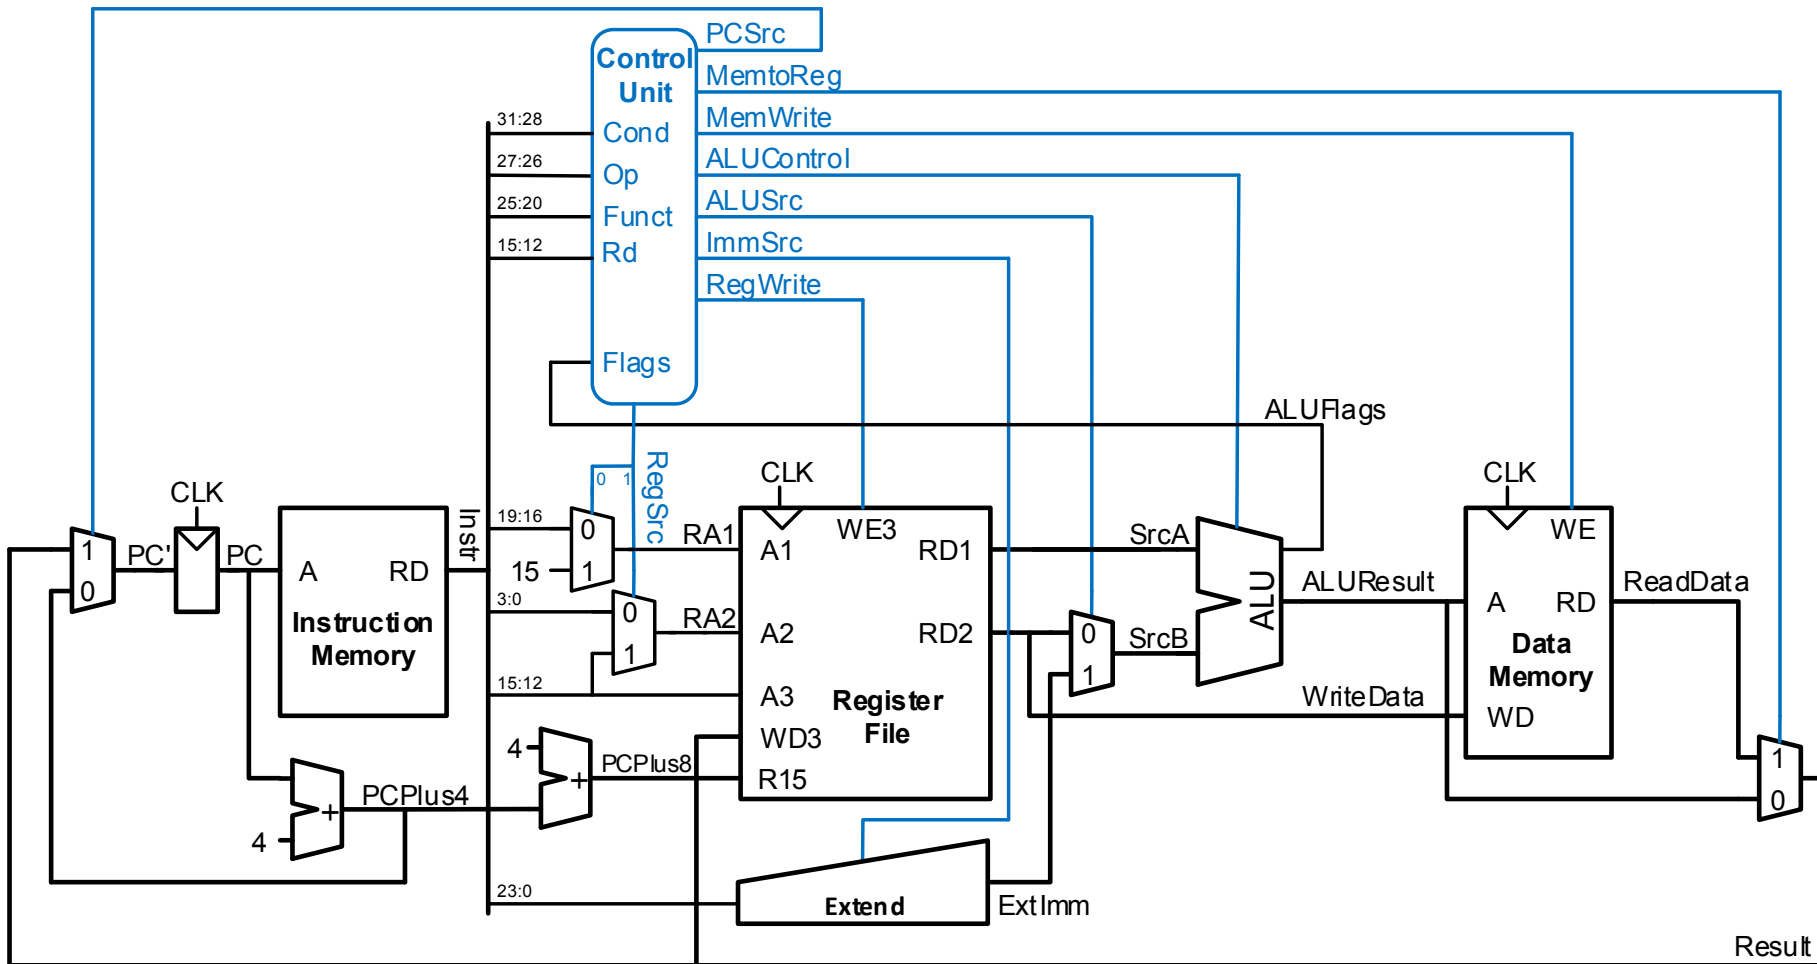 PCSrc
Control
Unit
MemtoReg
MemWrite
ALUControl
ALUSrc
ImmSrc
RegWrite
31:28
Cond
27:26
Op
25:20
Funct
15:12
Rd
Flags
ALUFlags
RegSrc
0 1
CLK
CLK
CLK
Instr
19:16
0
RA1
A1
WE3
RD1
SrcA
WE
1
0
PC'
PC
A
RD
Instruction
Memory
15
1
3:0
0
RA2
A2
RD2
0
1
SrcB
ALU
ALUResult
A
RD
ReadData
Data
Memory
1
15:12
A3
Register
File
WriteData
WD
WD3
4
+
PCPlus8
R15
1
0
PCPlus4
+
4
23:0
Extend
ExtImm
Result